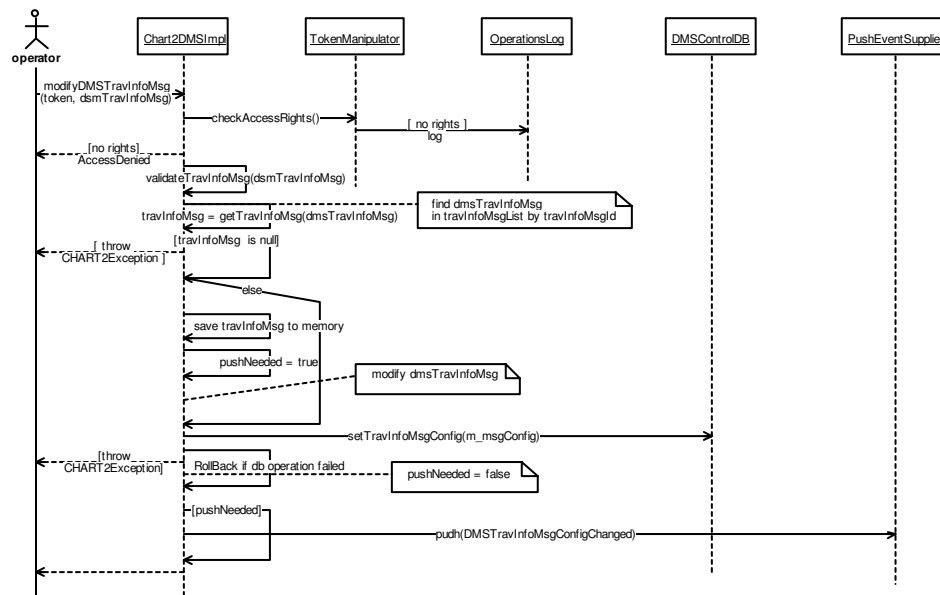 Chart2DMSImpl
TokenManipulator
OperationsLog
DMSControlDB
PushEventSupplie
operator
modifyDMSTravInfoMsg
(token, dsmTravInfoMsg)
checkAccessRights()
[ no rights ]
log
[no rights]
AccessDenied
validateTravInfoMsg(dsmTravInfoMsg)
find dmsTravInfoMsg
in travInfoMsgList by travInfoMsgId
travInfoMsg = getTravInfoMsg(dmsTravInfoMsg)
[travInfoMsg is null]
[ throw
CHART2Exception ]
else
save travInfoMsg to memory
pushNeeded = true
modify dmsTravInfoMsg
setTravInfoMsgConfig(m_msgConfig)
[throw
CHART2Exception]
RollBack if db operation failed
pushNeeded = false
[pushNeeded]
pudh(DMSTravInfoMsgConfigChanged)